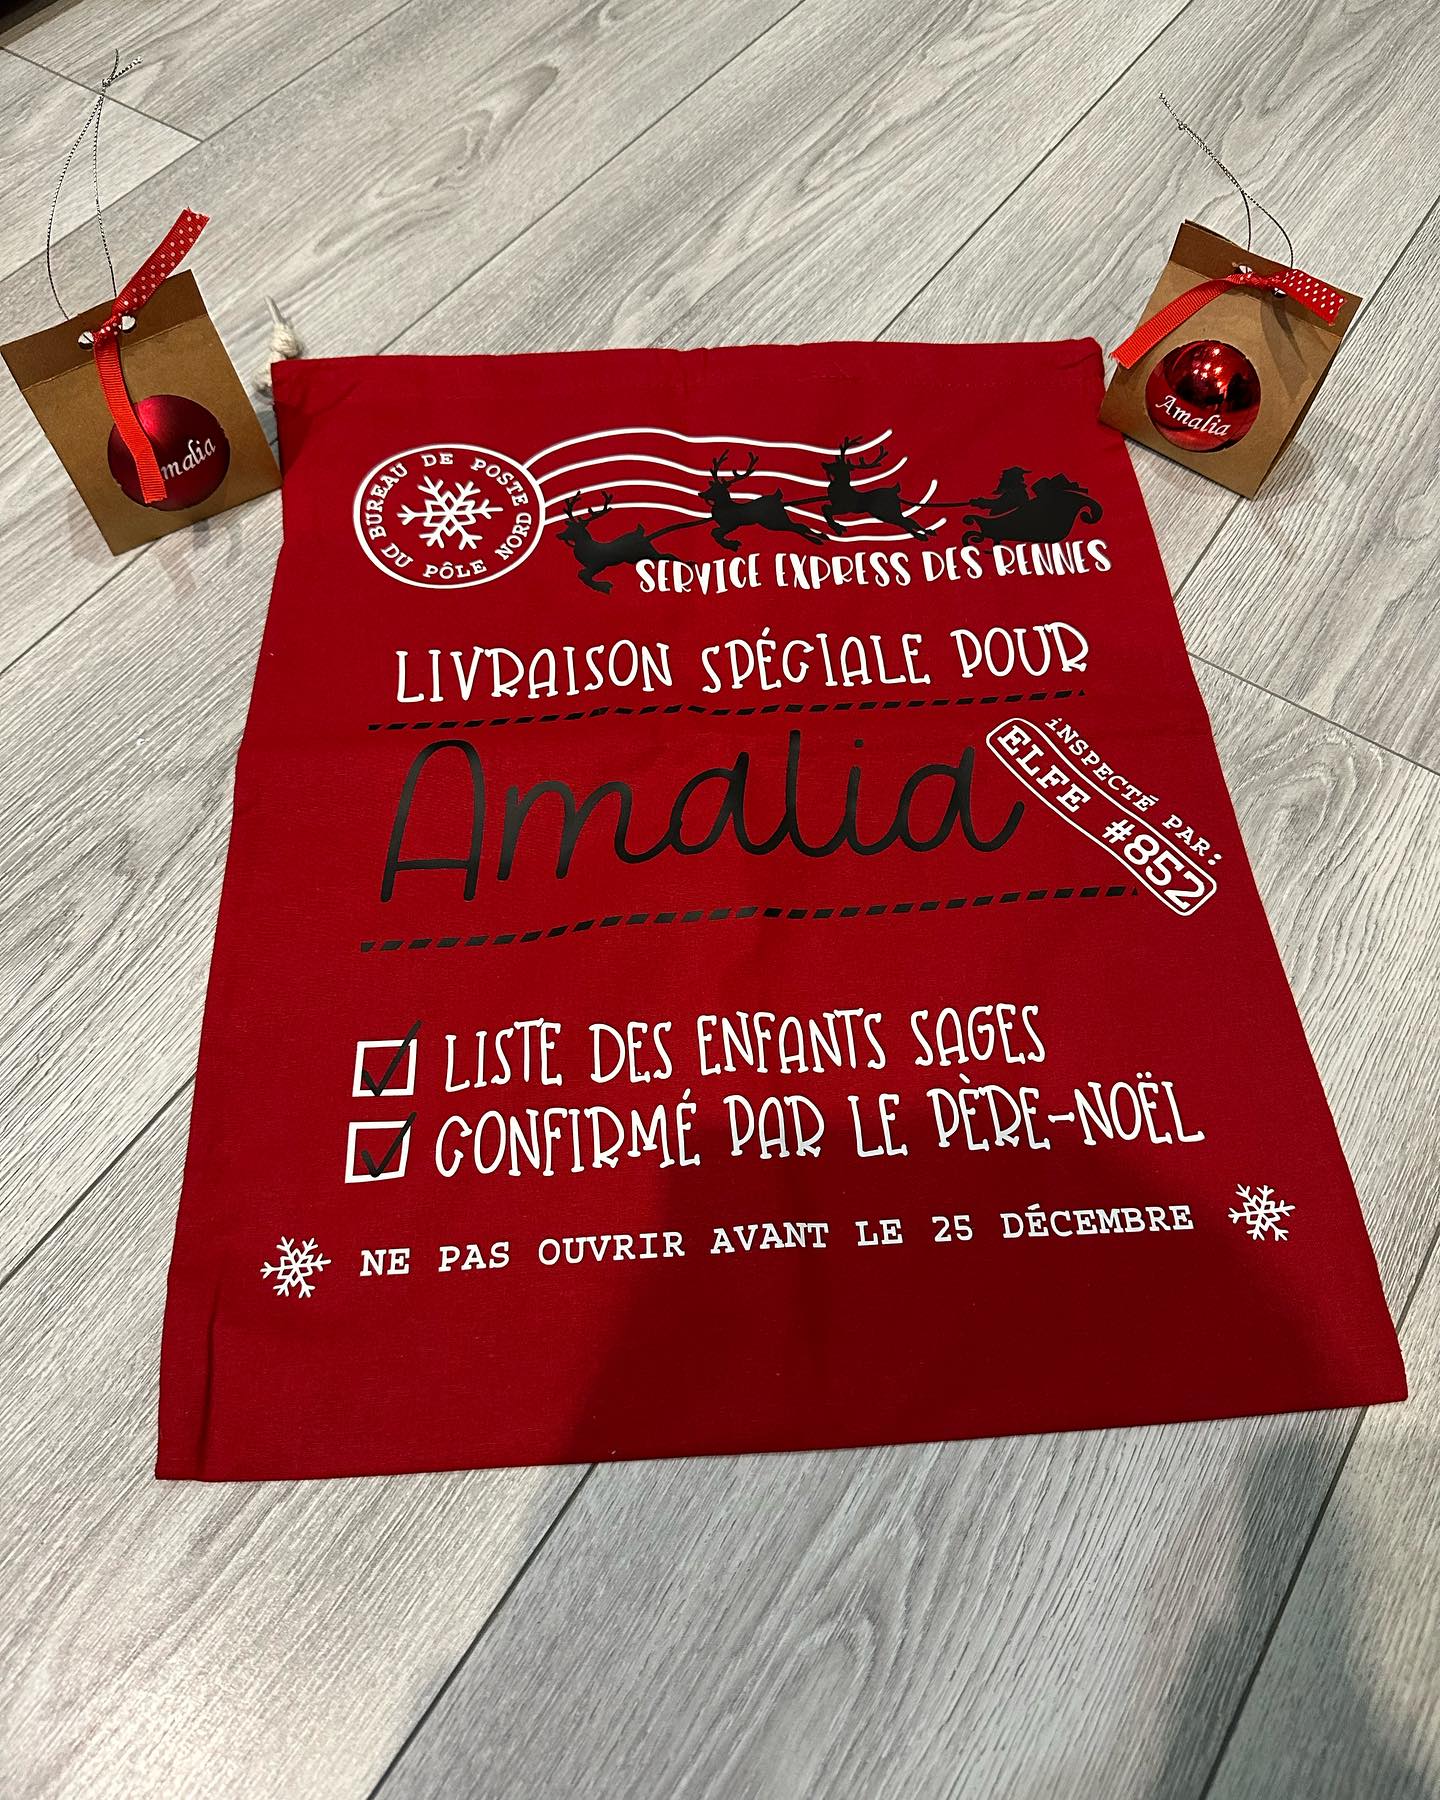 BUREAU DE POSTE
DU PÔLE NORD
SERVICE EXPRESS DES RENNES
LIVRAISON SPÉCIALE POUR
Amalia
INSPECTÉ PAR:
ELFE #852
LISTE DES ENFANTS SAGES
CONFIRMÉ PAR LE PÈRE-NOËL
NE PAS OUVRIR AVANT LE 25 DÉCEMBRE
malia
Amalia